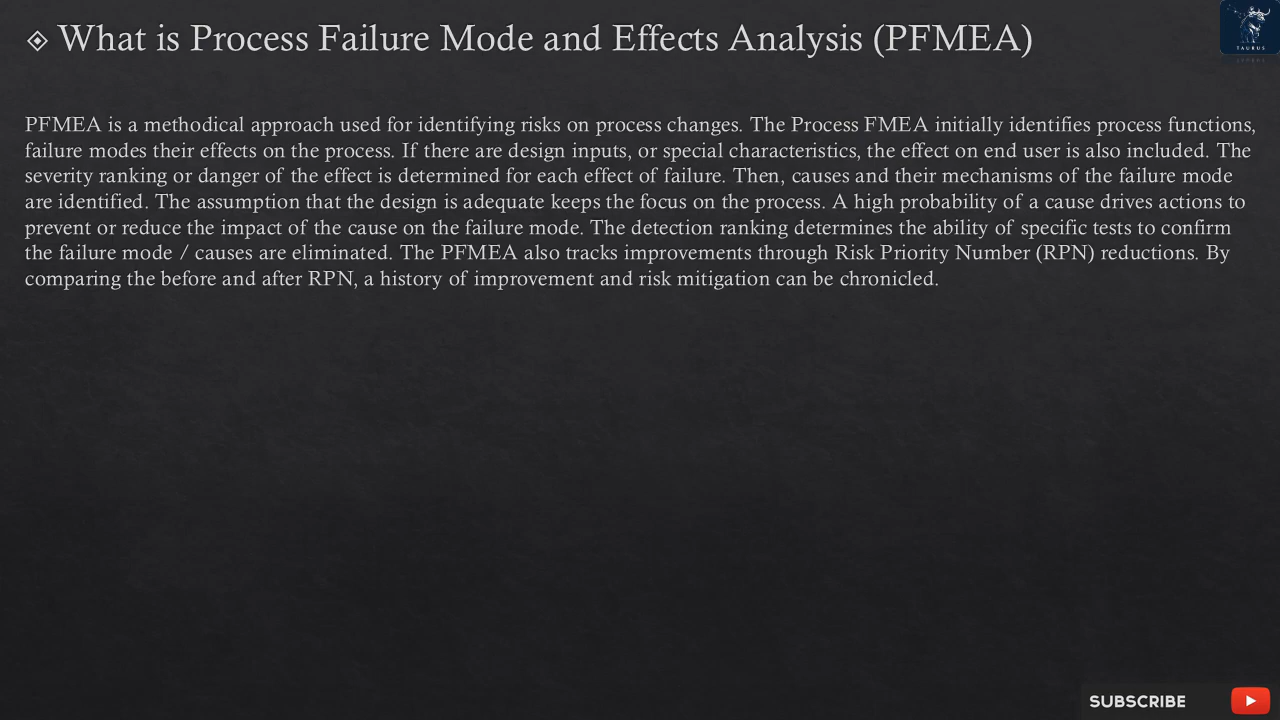 What is Process Failure Mode and Effects Analysis (PFMEA)
TAURUS
PFMEA is a methodical approach used for identifying risks on process changes. The Process FMEA initially identifies process functions,
failure modes their effects on the process. If there are design inputs, or special characteristics, the effect on end user is also included. The
severity ranking or danger of the effect is determined for each effect of failure. Then, causes and their mechanisms of the failure mode
are identified. The assumption that the design is adequate keeps the focus on the process. A high probability of a cause drives actions to
prevent or reduce the impact of the cause on the failure mode. The detection ranking determines the ability of specific tests to confirm
the failure mode / causes are eliminated. The PFMEA also tracks improvements through Risk Priority Number (RPN) reductions. By
comparing the before and after RPN, a history of improvement and risk mitigation can be chronicled.
SUBSCRIBE